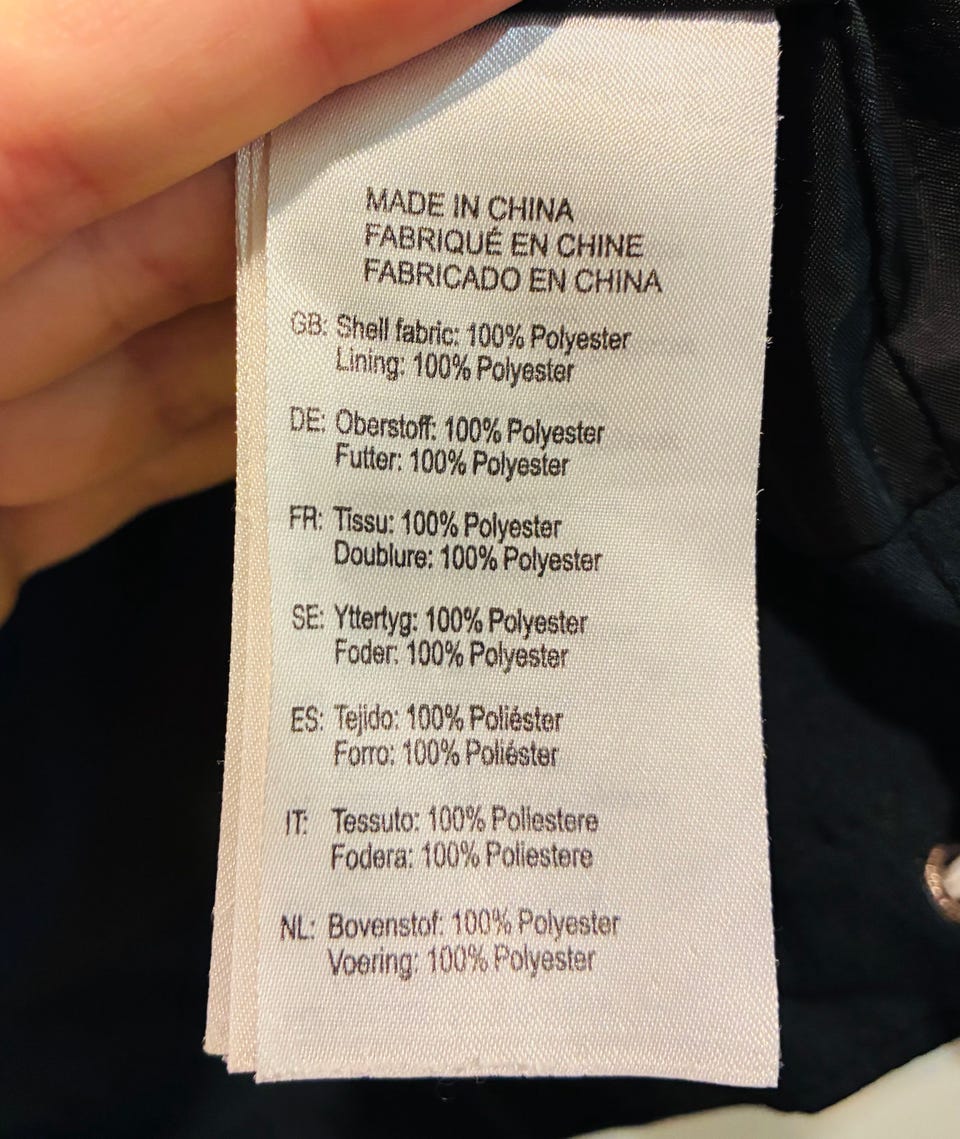 MADE IN CHINA
FABRIQUÉ EN CHINE
FABRICADO EN CHINA
GB: Shell fabric: 100% Polyester
Lining: 100% Polyester
DE: Oberstoff: 100% Polyester
Futter: 100% Polyester
FR: Tissu: 100% Polyester
Doublure: 100% Polyester
SE: Yttertyg: 100% Polyester
Foder: 100% Polyester
ES: Tejido: 100% Poliéster
Forro: 100% Poliéster
IT: Tessuto: 100% Poliestere
Fodera: 100% Poliestere
NL: Bovenstof: 100% Polyester
Voering: 100% Polyester